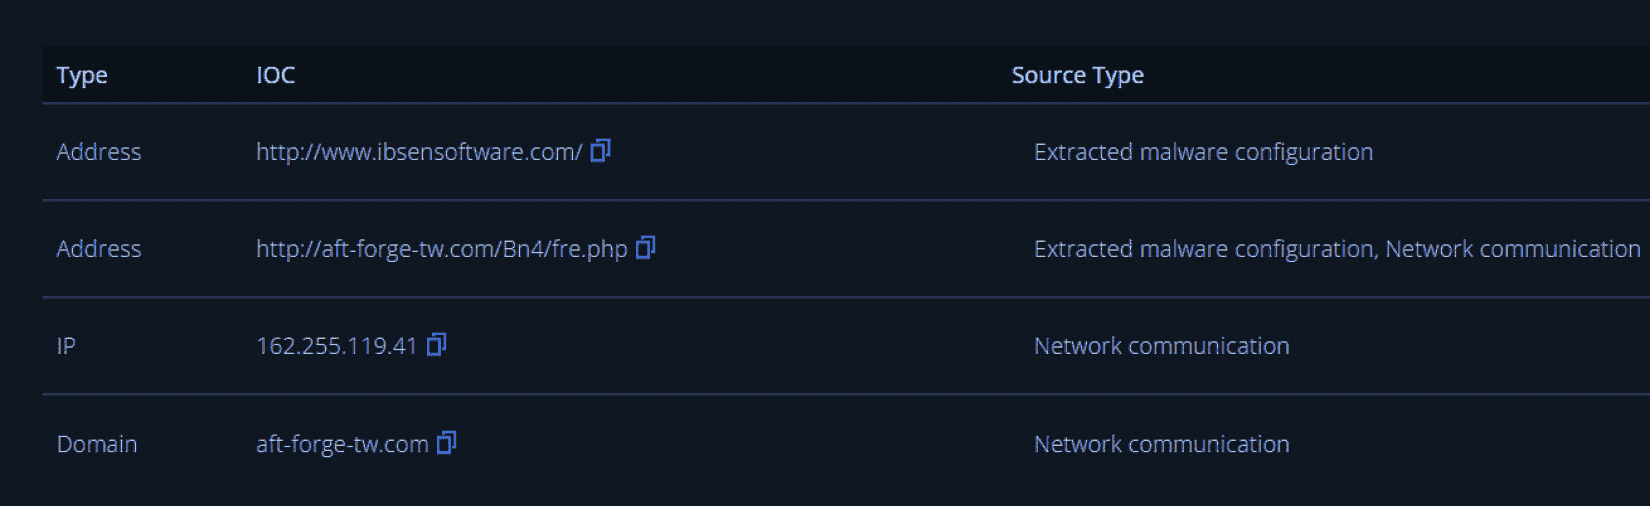 Type IOC Source Type
Address http://www.ibsensoftware.com/ Extracted malware configuration
Address http://aft-forge-tw.com/Bn4/fre.php Extracted malware configuration, Network communication
IP 162.255.119.41 Network communication
Domain aft-forge-tw.com Network communication